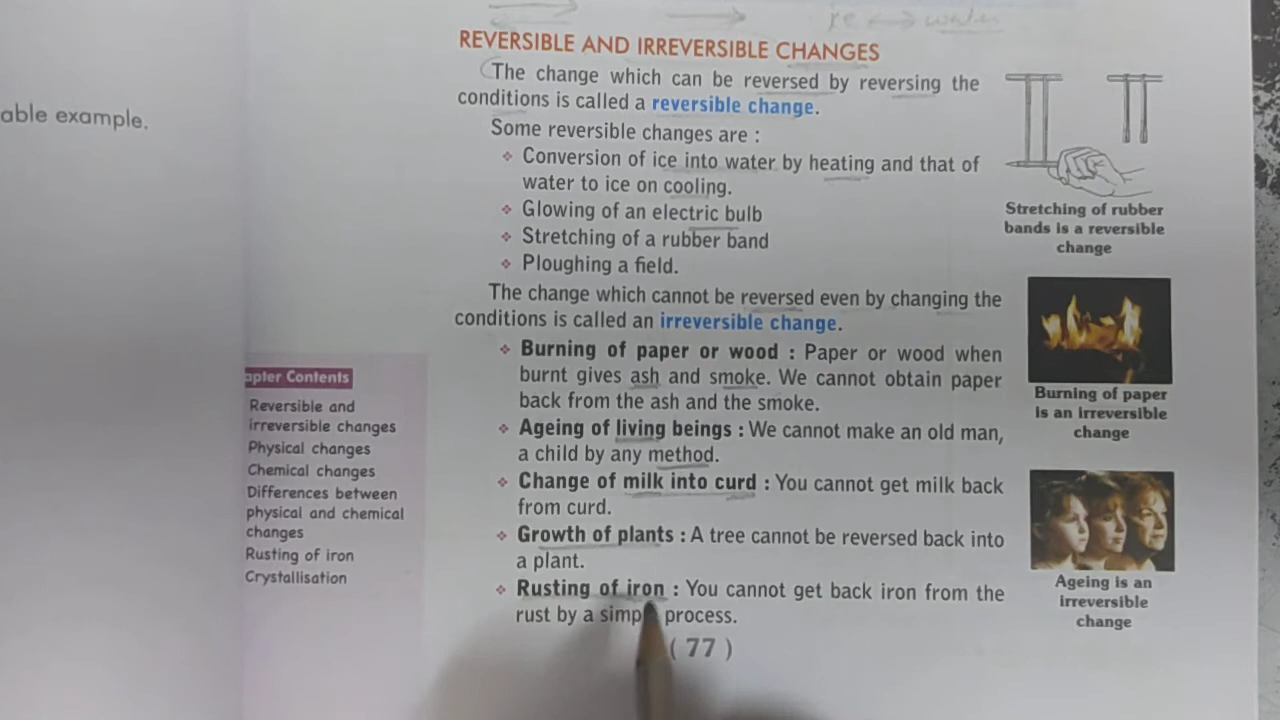 re ↔ water
able example.
REVERSIBLE AND IRREVERSIBLE CHANGES
The change which can be reversed by reversing the
conditions is called a reversible change.
Some reversible changes are :
❖ Conversion of ice into water by heating and that of
water to ice on cooling.
❖ Glowing of an electric bulb
❖ Stretching of a rubber band
❖ Ploughing a field.
The change which cannot be reversed even by changing the
conditions is called an irreversible change.
❖ Burning of paper or wood : Paper or wood when
burnt gives ash and smoke. We cannot obtain paper
back from the ash and the smoke.
❖ Ageing of living beings : We cannot make an old man,
a child by any method.
❖ Change of milk into curd : You cannot get milk back
from curd.
❖ Growth of plants : A tree cannot be reversed back into
a plant.
❖ Rusting of iron : You cannot get back iron from the
rust by a process.
( 77 )
Stretching of rubber
bands is a reversible
change
Burning of paper
is an irreversible
change
Ageing is an
irreversible
change
apter Contents
Reversible and
irreversible changes
Physical changes
Chemical changes
Differences between
physical and chemical
changes
Rusting of iron
Crystallisation